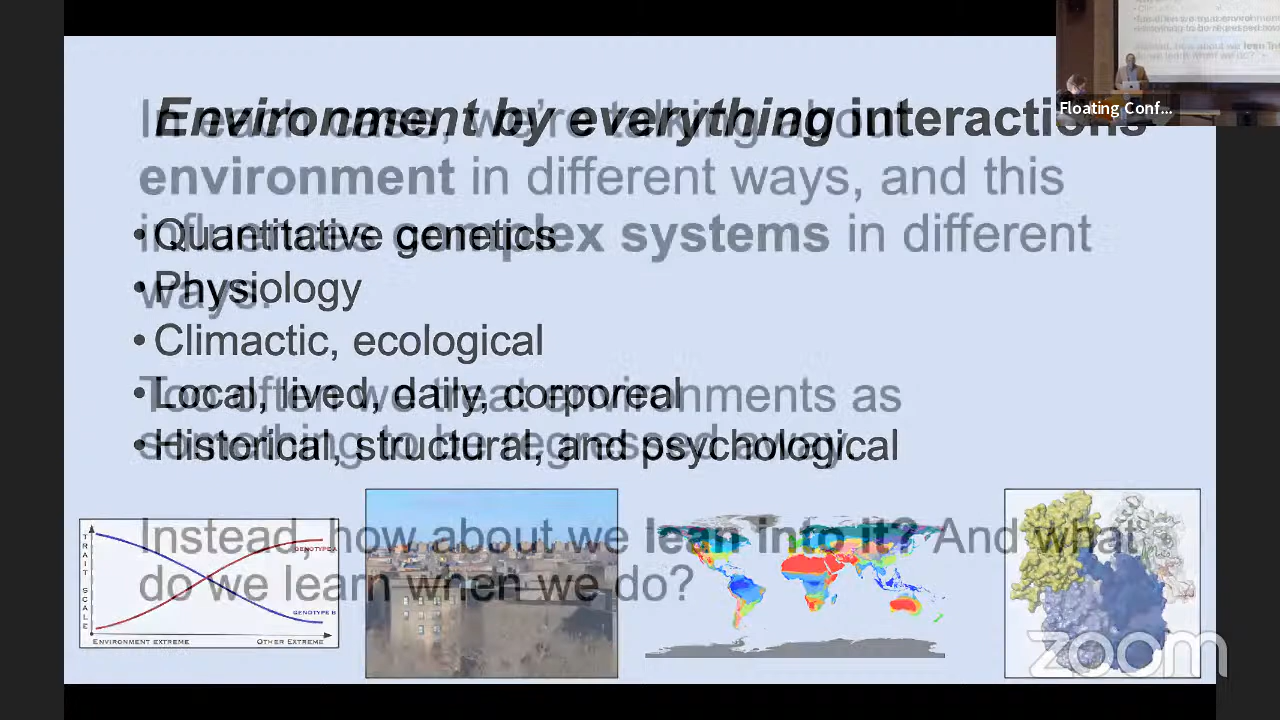 Environment by everything interactions
• Quantitative genetics
• Physiology
• Climactic, ecological
• Local, lived, daily, corporeal
• Historical, structural, and psychological
In each case, we're talking about
environment in different ways, and this
influences complex systems in different
ways.
Too often we treat environments as
something to be regressed away.
Instead, how about we lean into it? And what
do we learn when we do?
TRAIT SCALE
GENOTYPE A
GENOTYPE B
ENVIRONMENT EXTREME
OTHER EXTREME
Floating Conf...
zoom